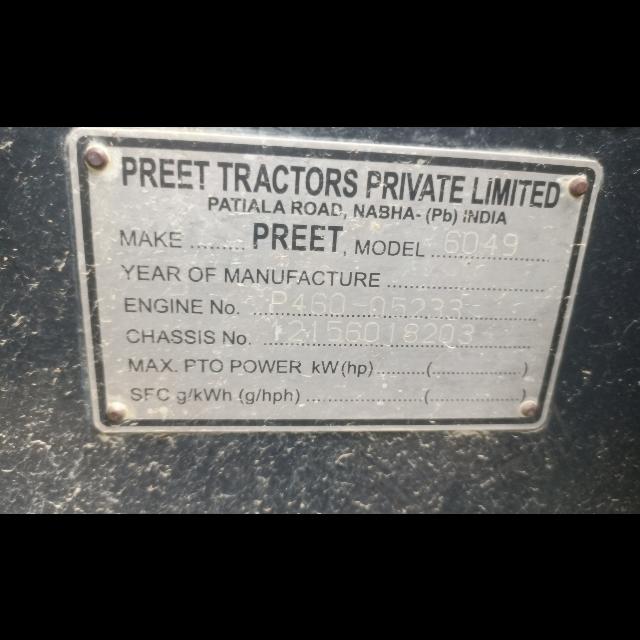 PREET TRACTORS PRIVATE LIMITED
PATIALA ROAD, NABHA- (Pb) INDIA
MAKE ........ PREET, MODEL 6049
YEAR OF MANUFACTURE ........................
ENGINE No. P460 05233
CHASSIS No. 12156018203
MAX. PTO POWER kW(hp) .........(..................)
SFC g/kWh (g/hph) .....................(..................)